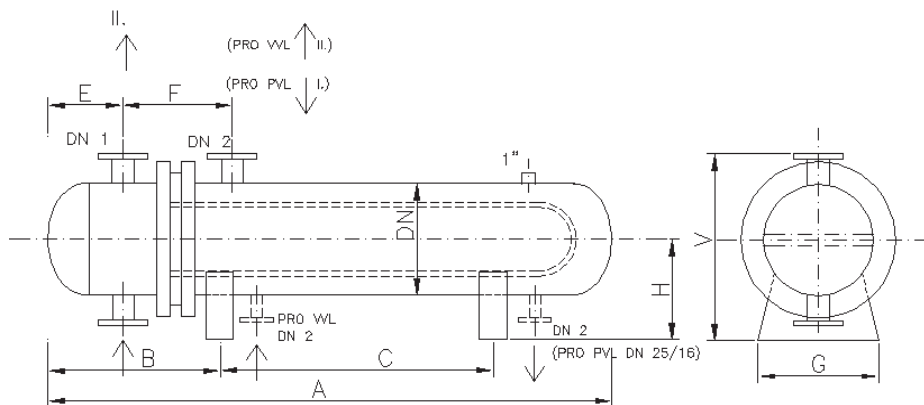 II.
(PRO VVL II.)
(PRO PVL I.)
E
F
DN 1
DN 2
1"
DN
V
H
PRO VVL
DN 2
DN 2
(PRO PVL DN 25/16)
B
C
G
A